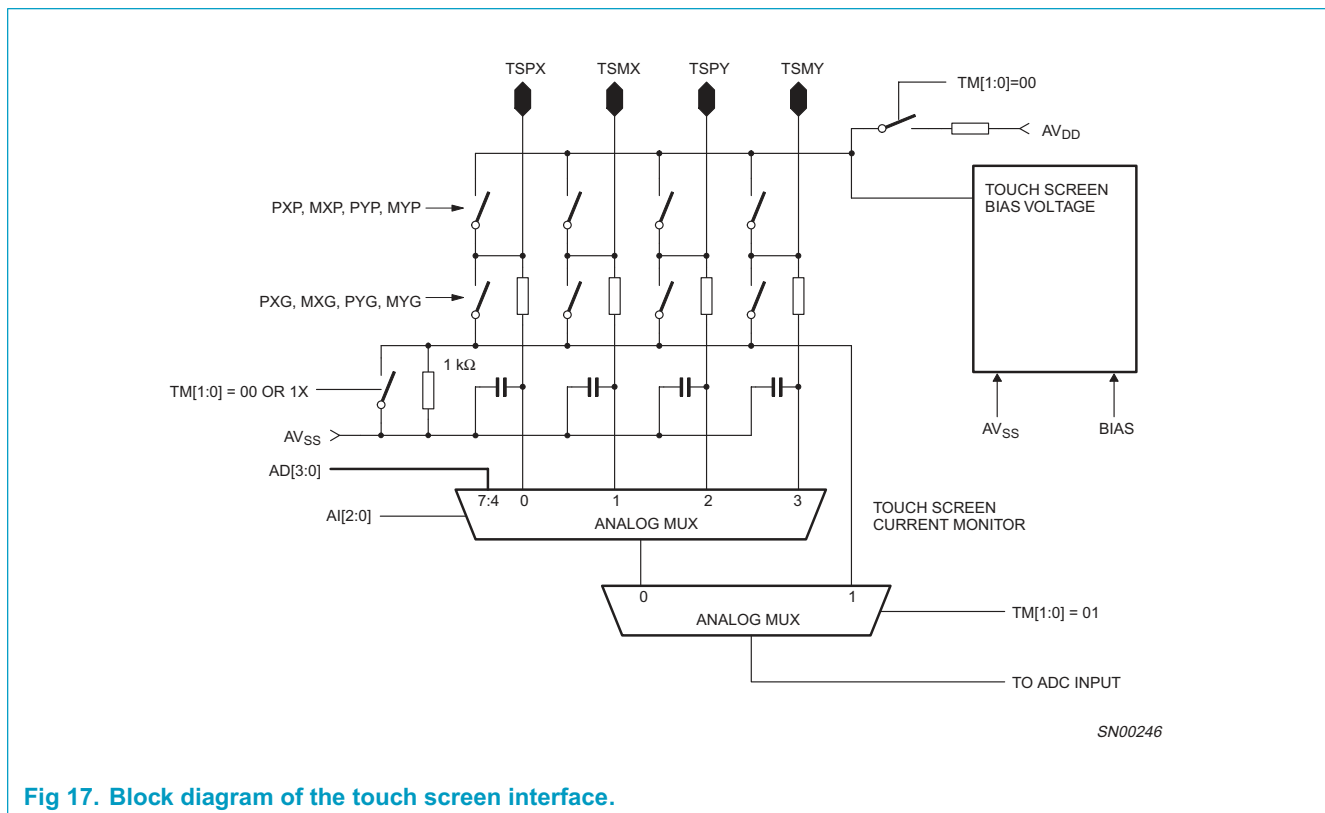 TSPX TSMX TSPY TSMY
TM[1:0]=00
AVDD
TOUCH SCREEN
BIAS VOLTAGE
PXP, MXP, PYP, MYP
PXG, MXG, PYG, MYG
1 kΩ
TM[1:0] = 00 OR 1X
AVSS
AVSS BIAS
AD[3:0]
7:4 0 1 2 3
AI[2:0]
ANALOG MUX
TOUCH SCREEN
CURRENT MONITOR
0 1
ANALOG MUX
TM[1:0] = 01
TO ADC INPUT
SN00246
Fig 17. Block diagram of the touch screen interface.